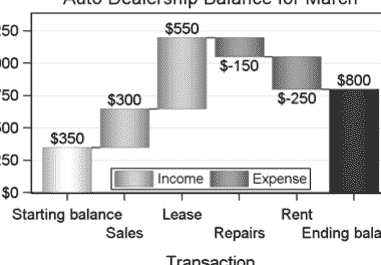 Auto Dealership Balance for March
$550
$-150
$300
$-250
$800
$350
$0
Income Expense
Starting balance Lease Rent
Sales Repairs Ending bala
Transaction